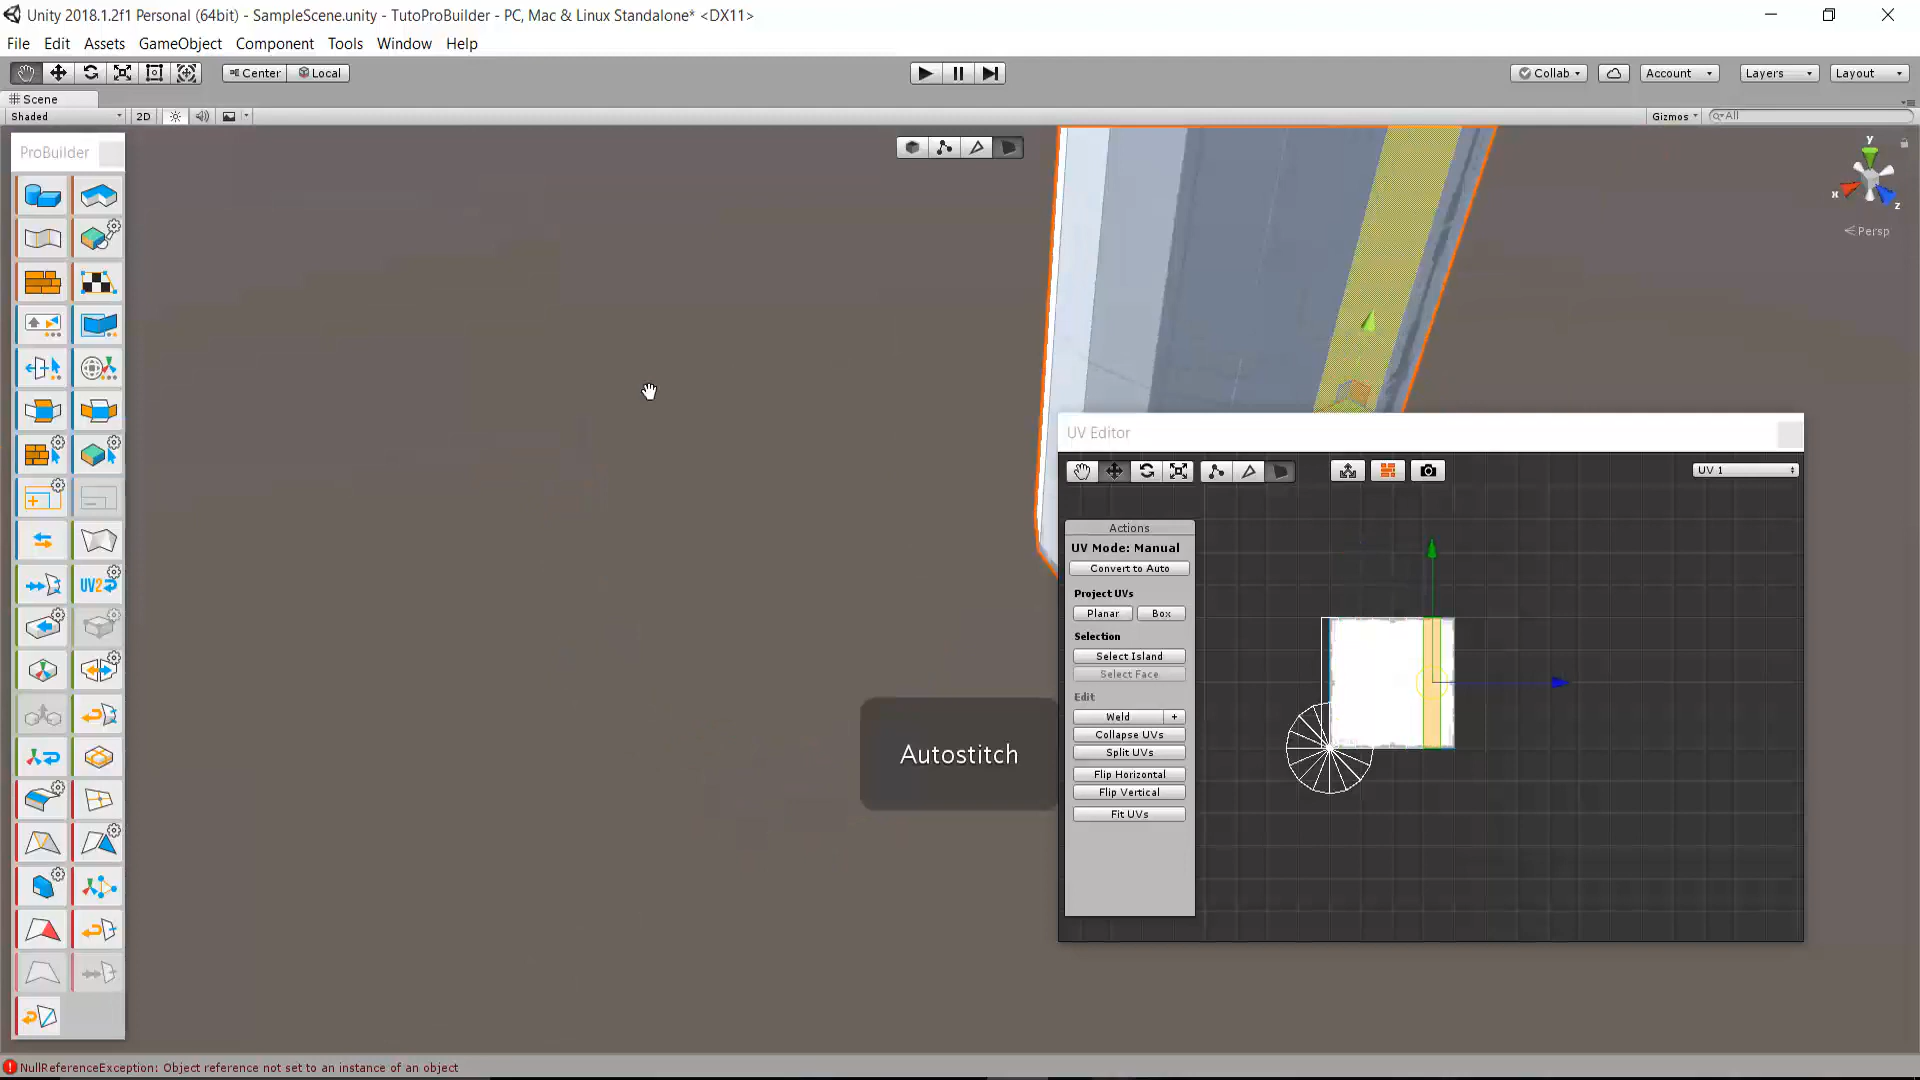 Unity 2018.1.2f1 Personal (64bit) - SampleScene.unity - TutoProBuilder - PC, Mac & Linux Standalone* <DX11>
File Edit Assets GameObject Component Tools Window Help
Center Local Collab Account Layers Layout
Scene
Shaded 2D Gizmos All
ProBuilder
y
x
z
Persp
UV Editor
UV 1
Actions
UV Mode: Manual
Convert to Auto
Project UVs
Planar Box
Selection
Select Island
Select Face
Edit
Weld +
Collapse UVs
Split UVs
Flip Horizontal
Flip Vertical
Fit UVs
UV2
Autostitch
NullReferenceException: Object reference not set to an instance of an object